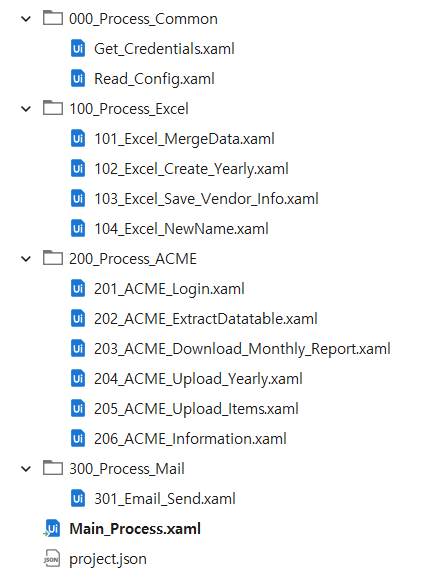 000_Process_Common
Get_Credentials.xaml
Read_Config.xaml
100_Process_Excel
101_Excel_MergeData.xaml
102_Excel_Create_Yearly.xaml
103_Excel_Save_Vendor_Info.xaml
104_Excel_NewName.xaml
200_Process_ACME
201_ACME_Login.xaml
202_ACME_ExtractDatatable.xaml
203_ACME_Download_Monthly_Report.xaml
204_ACME_Upload_Yearly.xaml
205_ACME_Upload_Items.xaml
206_ACME_Information.xaml
300_Process_Mail
301_Email_Send.xaml
Main_Process.xaml
project.json